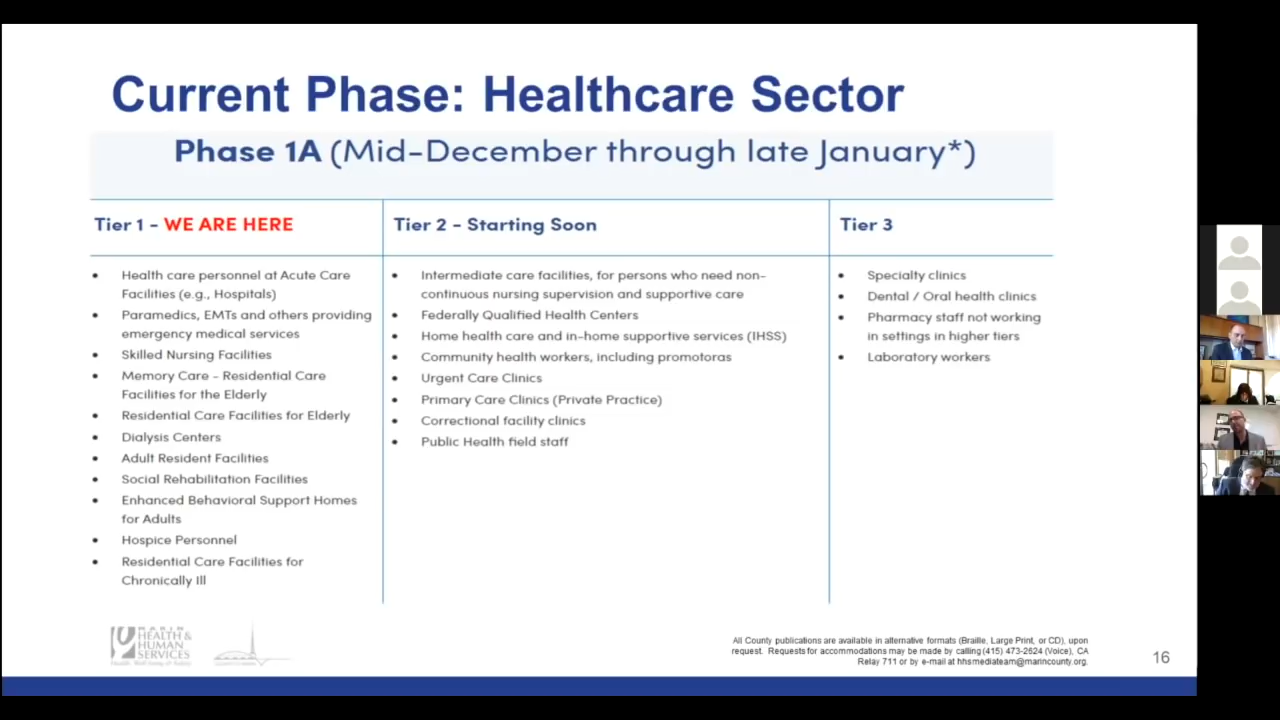 Current Phase: Healthcare Sector
Phase 1A (Mid-December through late January*)
Tier 1 - WE ARE HERE
Health care personnel at Acute Care
Facilities (e.g., Hospitals)
Paramedics, EMTs and others providing
emergency medical services
Skilled Nursing Facilities
Memory Care - Residential Care
Facilities for the Elderly
Residential Care Facilities for Elderly
Dialysis Centers
Adult Resident Facilities
Social Rehabilitation Facilities
Enhanced Behavioral Support Homes
for Adults
Hospice Personnel
Residential Care Facilities for
Chronically Ill
Tier 2 - Starting Soon
Intermediate care facilities, for persons who need non-
continuous nursing supervision and supportive care
Federally Qualified Health Centers
Home health care and in-home supportive services (IHSS)
Community health workers, including promotoras
Urgent Care Clinics
Primary Care Clinics (Private Practice)
Correctional facility clinics
Public Health field staff
Tier 3
Specialty clinics
Dental / Oral health clinics
Pharmacy staff not working
in settings in higher tiers
Laboratory workers
HEALTH &
HUMAN
SERVICES
All County publications are available in alternative formats (Braille, Large Print, or CD), upon
request. Requests for accommodations may be made by calling (415) 473-2624 (Voice), CA
Relay 711 or by e-mail at hhsmediateam@marincounty.org.
16